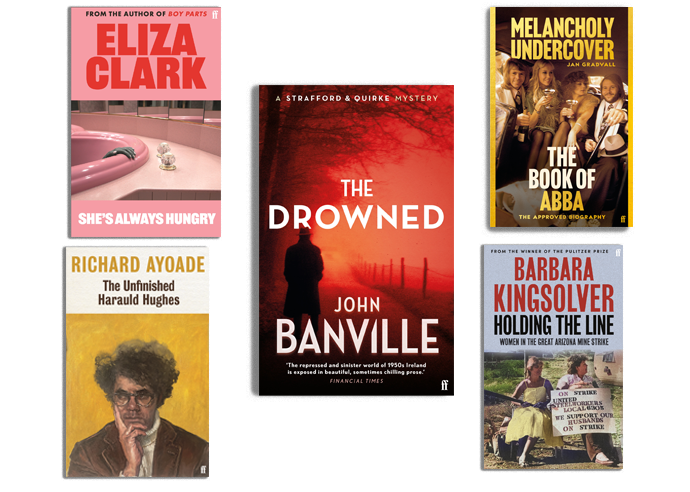 FROM THE AUTHOR OF BOY PARTS
ff
ELIZA
CLARK
SHE'S ALWAYS HUNGRY
RICHARD AYOADE
The Unfinished
Harauld Hughes
ff
A STRAFFORD & QUIRKE MYSTERY
THE
DROWNED
JOHN
BANVILLE
'The repressed and sinister world of 1950s Ireland
is exposed in beautiful, sometimes chilling prose.'
FINANCIAL TIMES
ff
MELANCHOLY
UNDERCOVER
JAN GRADVALL
THE
BOOK OF
ABBA
THE APPROVED BIOGRAPHY
ff
FROM THE WINNER OF THE PULITZER PRIZE
ff
BARBARA
KINGSOLVER
HOLDING THE LINE
WOMEN IN THE GREAT ARIZONA MINE STRIKE
ON STRIKE
UNITED
STEELWORKERS
WE SUPPORT OUR
HUSBANDS
ON STRIKE